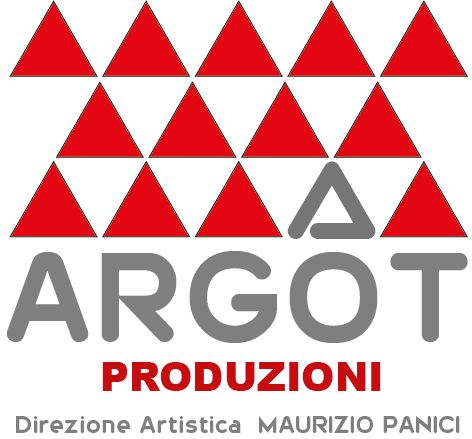 ARGOT
PRODUZIONI
Direzione Artistica MAURIZIO PANICI